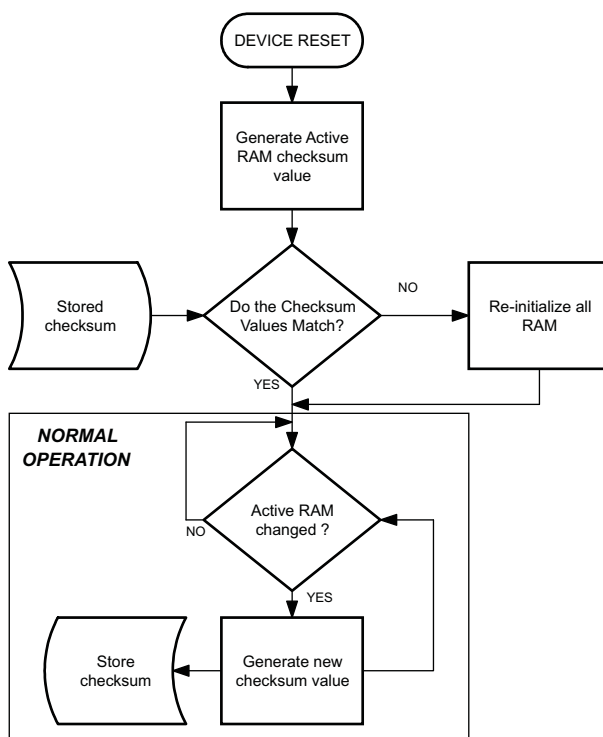 DEVICE RESET
Generate Active
RAM checksum
value
Stored
checksum
Do the Checksum
Values Match?
NO
Re-initialize all
RAM
YES
NORMAL
OPERATION
Active RAM
changed ?
NO
YES
Store
checksum
Generate new
checksum value